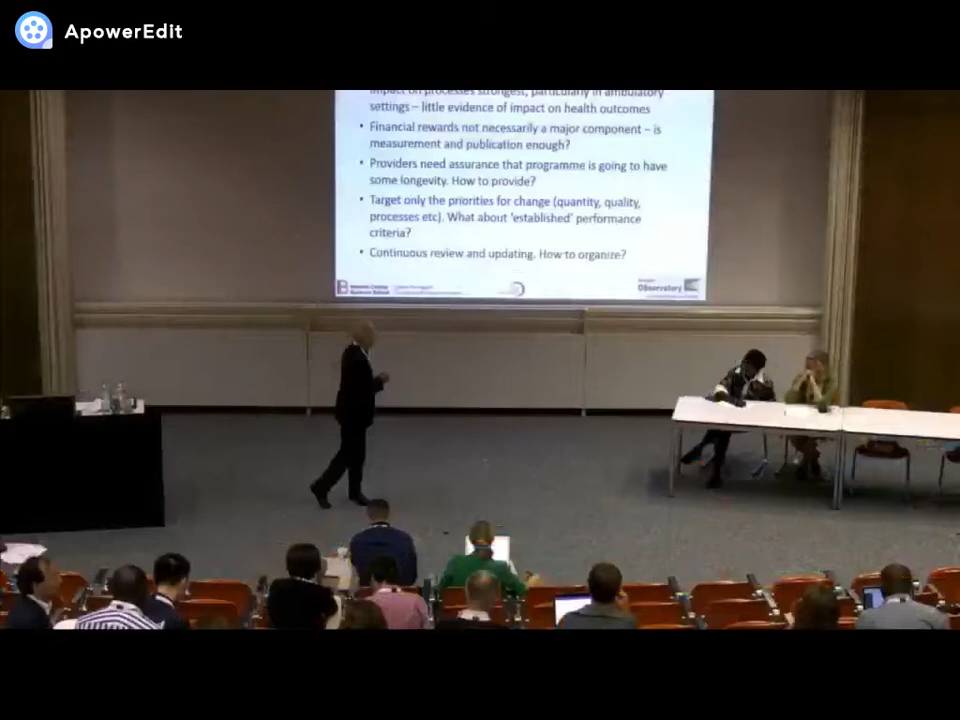 ApowerEdit
impact on processes strongest, particularly in ambulatory
settings – little evidence of impact on health outcomes
• Financial rewards not necessarily a major component – is
measurement and publication enough?
• Providers need assurance that programme is going to have
some longevity. How to provide?
• Target only the priorities for change (quantity, quality,
processes etc). What about 'established' performance
criteria?
• Continuous review and updating. How to organize?
Observatory